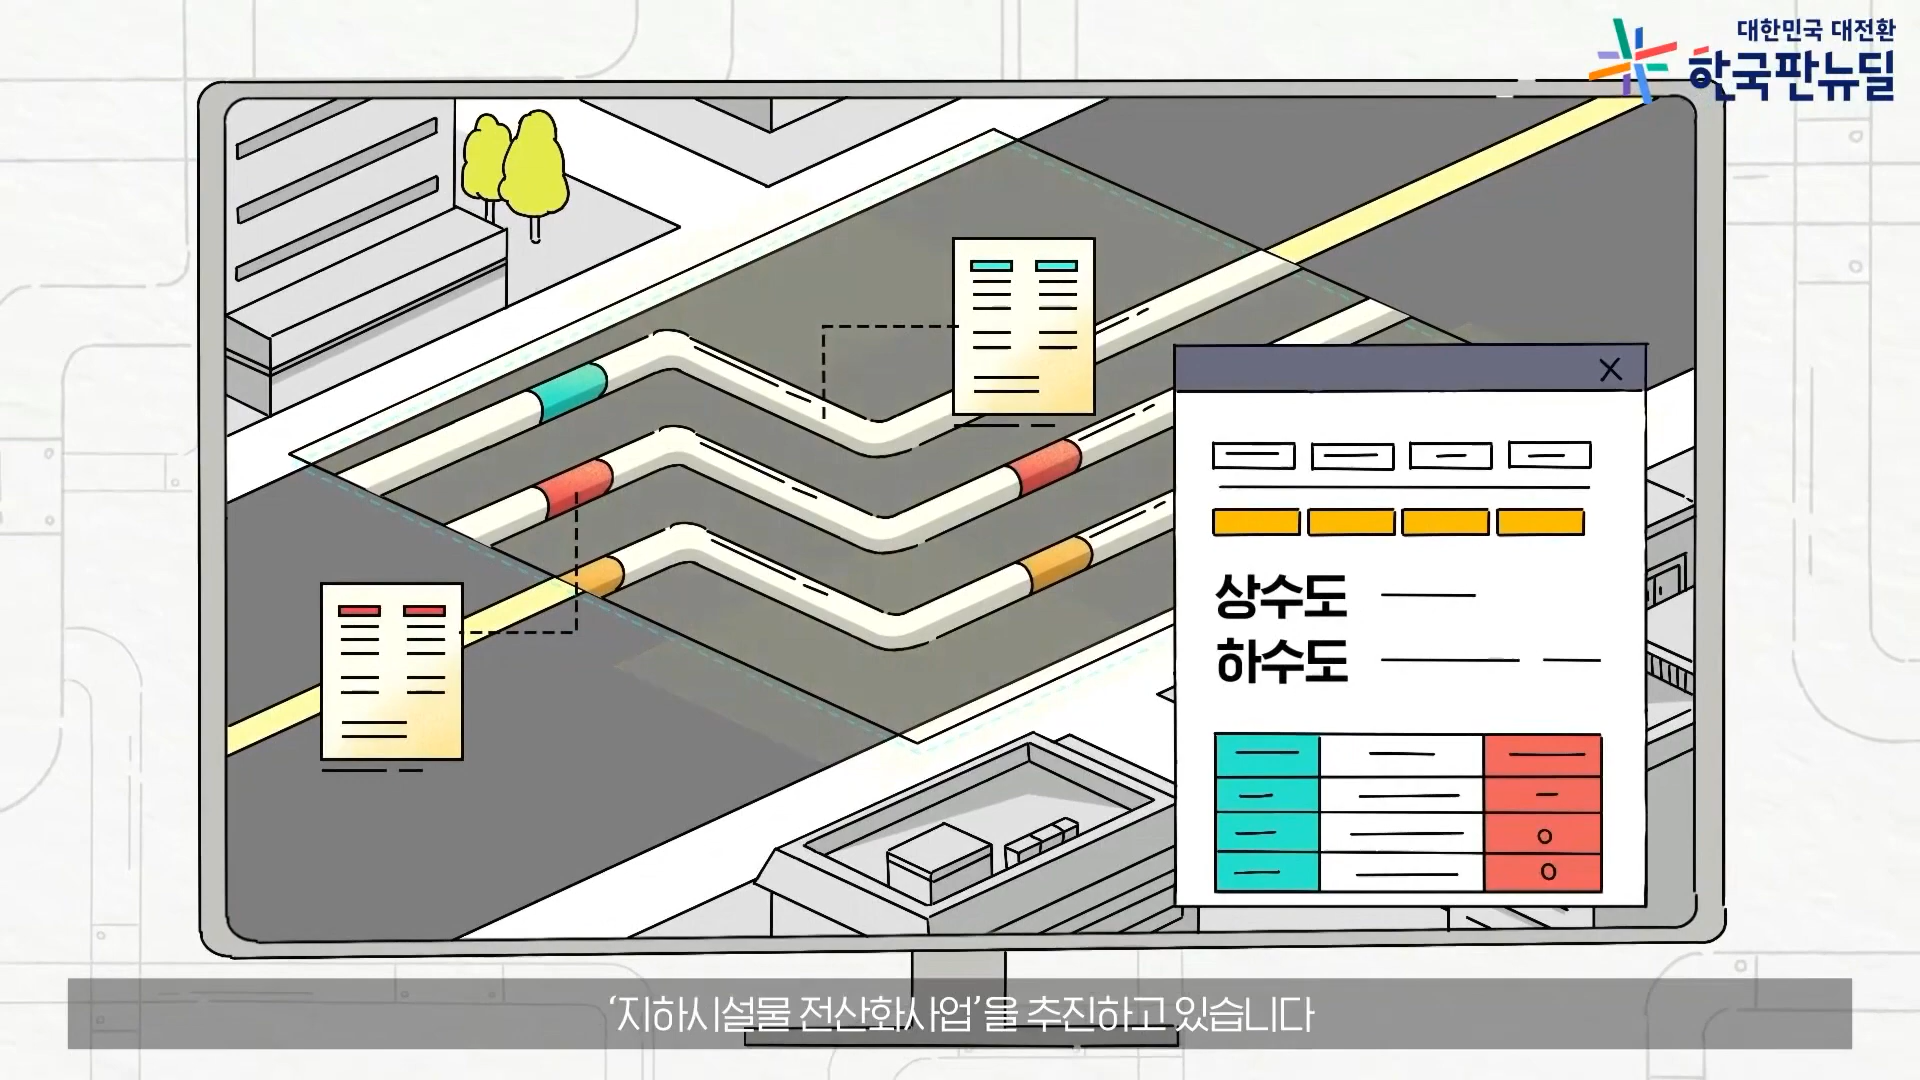 대한민국 대전환
한국판뉴딜
상수도
하수도
‘지하시설물 전산화사업’을 추진하고 있습니다